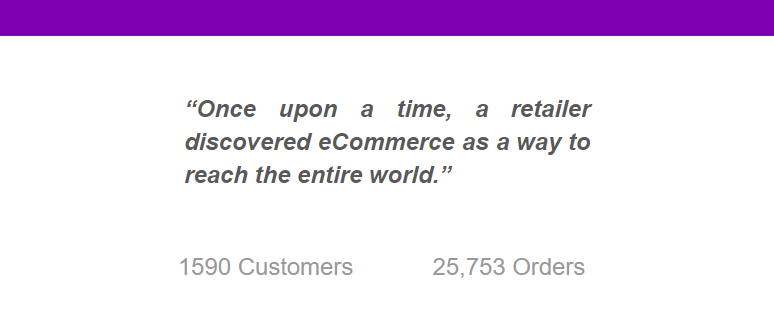 “Once upon a time, a retailer
discovered eCommerce as a way to
reach the entire world.”
1590 Customers 25,753 Orders